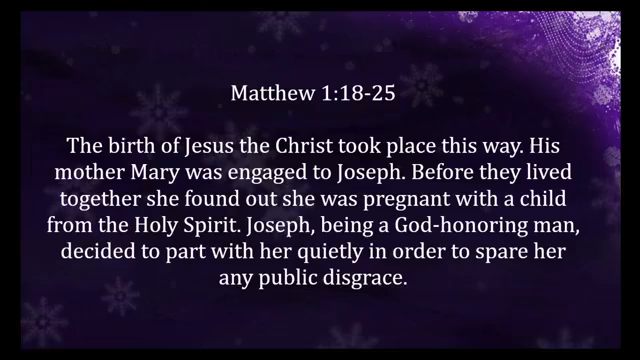 Matthew 1:18-25
The birth of Jesus the Christ took place this way. His
mother Mary was engaged to Joseph. Before they lived
together she found out she was pregnant with a child
from the Holy Spirit. Joseph, being a God-honoring man,
decided to part with her quietly in order to spare her
any public disgrace.